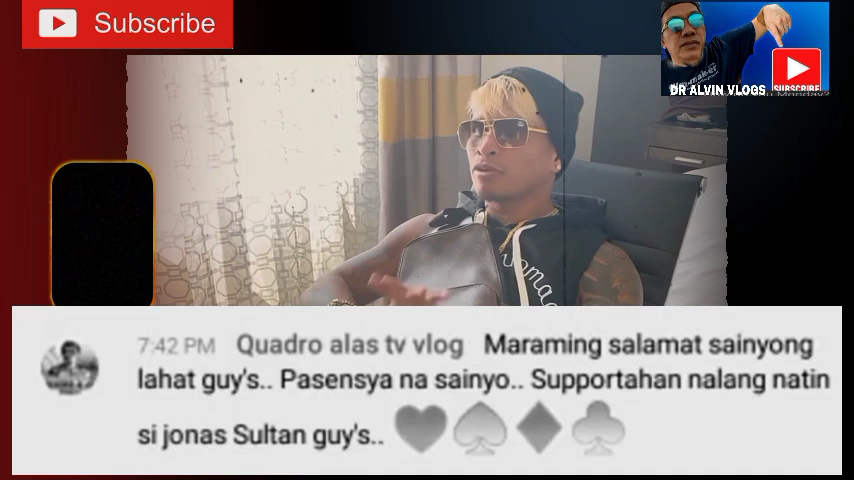 Subscribe
DR ALVIN VLOGS
SUBSCRIBE
7:42 PM Quadro alas tv vlog Maraming salamat sainyong
lahat guy's.. Pasensya na sainyo.. Supportahan nalang natin
si jonas Sultan guy's..